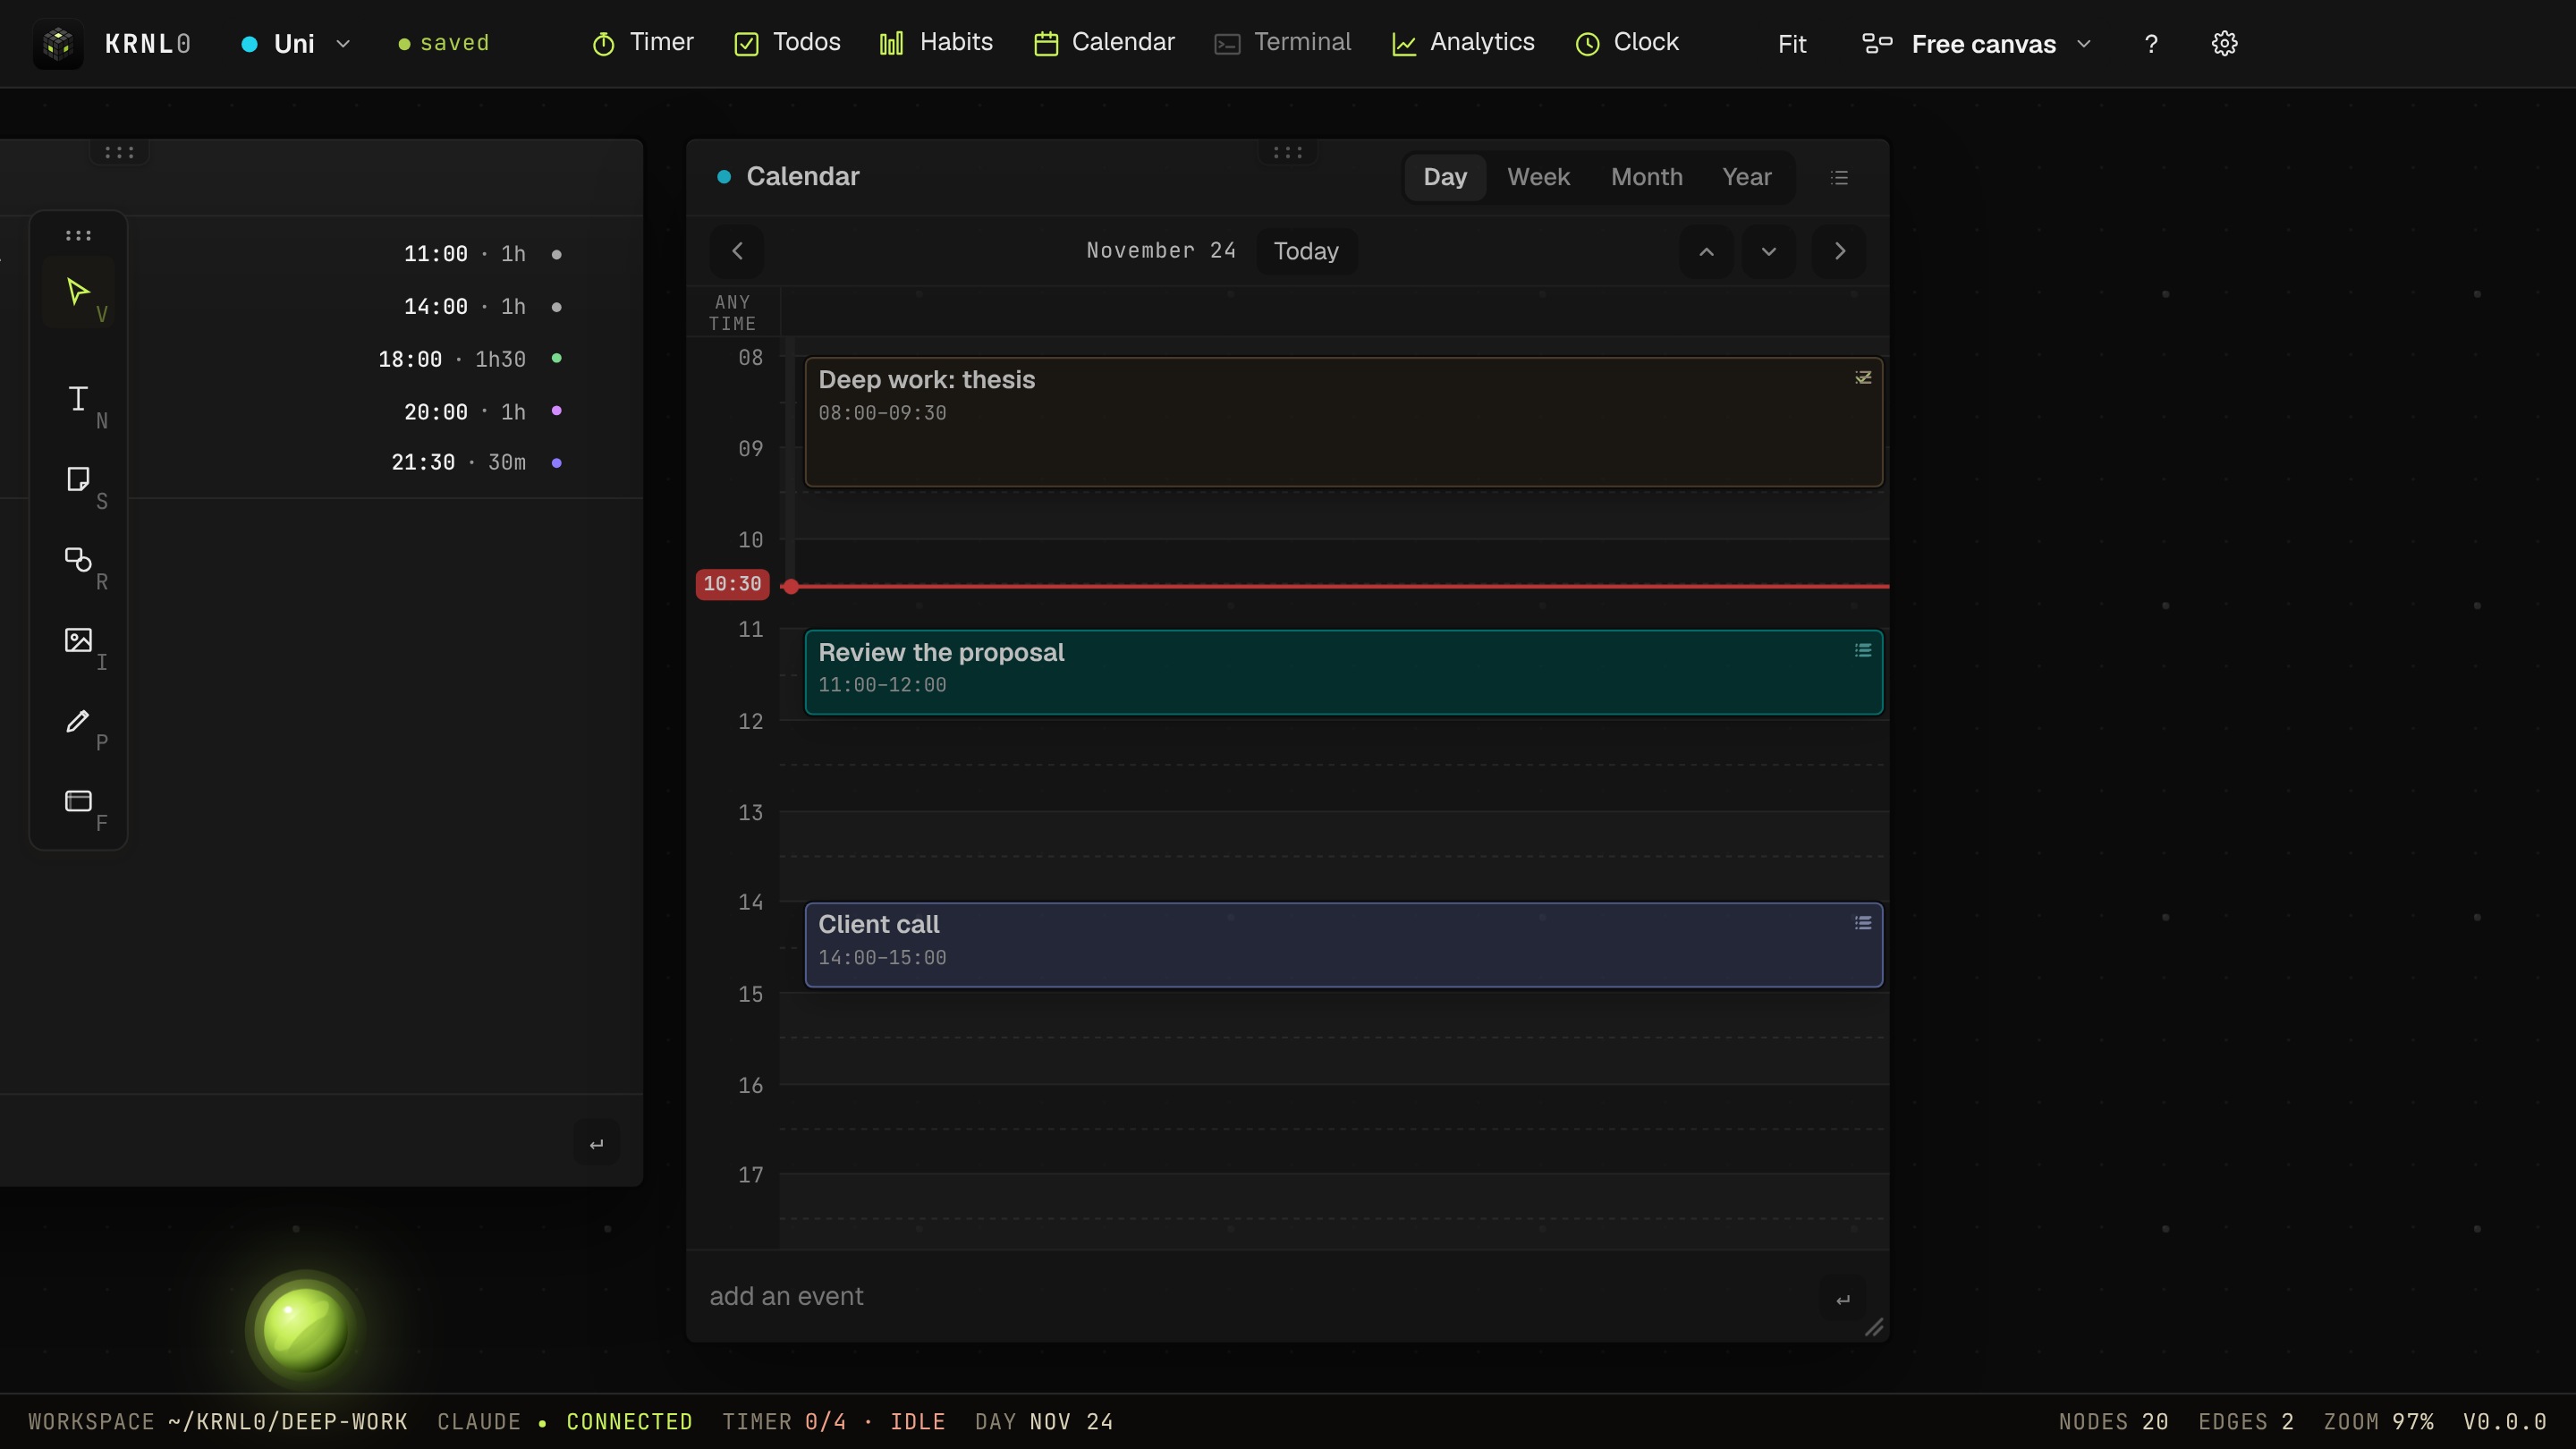 KRNL0
Uni
saved
Timer
Todos
Habits
Calendar
Terminal
Analytics
Clock
Fit
Free canvas
?
V
N
S
R
I
P
F
11:00 · 1h
14:00 · 1h
18:00 · 1h30
20:00 · 1h
21:30 · 30m
Calendar
Day
Week
Month
Year
November 24
Today
ANY
TIME
08
Deep work: thesis
08:00–09:30
09
10
10:30
11
Review the proposal
11:00–12:00
12
13
14
Client call
14:00–15:00
15
16
17
add an event
WORKSPACE ~/KRNL0/DEEP-WORK CLAUDE • CONNECTED TIMER 0/4 · IDLE DAY NOV 24
NODES 20 EDGES 2 ZOOM 97% V0.0.0